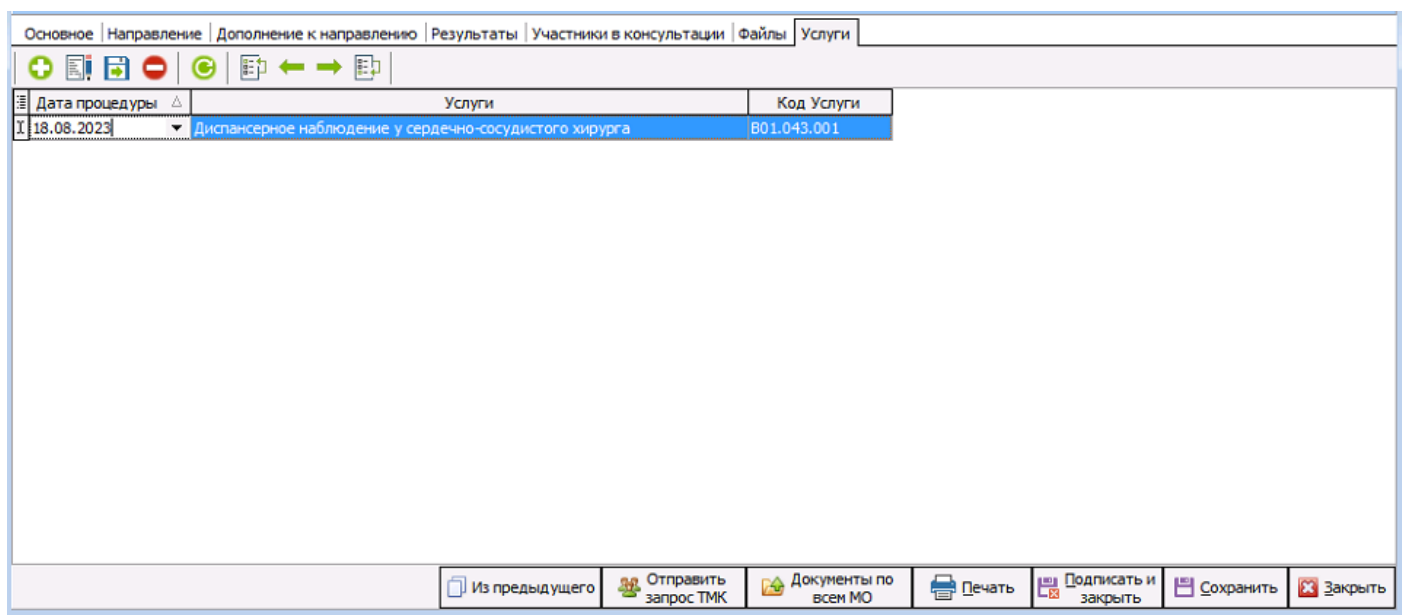 Основное Направление Дополнение к направлению Результаты Участники в консультации Файлы Услуги
Дата процедуры Услуги Код Услуги
18.08.2023 Диспансерное наблюдение у сердечно-сосудистого хирурга B01.043.001
Из предыдущего
Отправить
запрос ТМК
Документы по
всем МО
Печать
Подписать и
закрыть
Сохранить
Закрыть